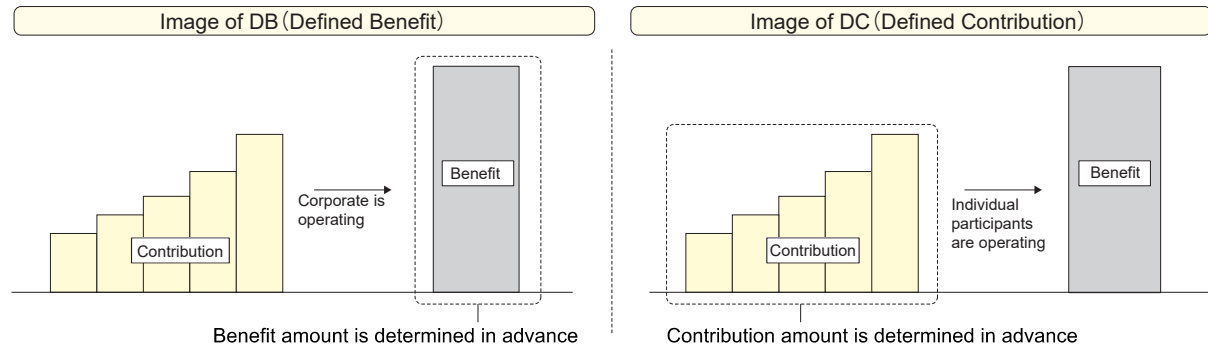 Image of DB（Defined Benefit）
Contribution
Corporate is
operating
Benefit
Benefit amount is determined in advance
Image of DC（Defined Contribution）
Contribution
Individual
participants
are operating
Benefit
Contribution amount is determined in advance